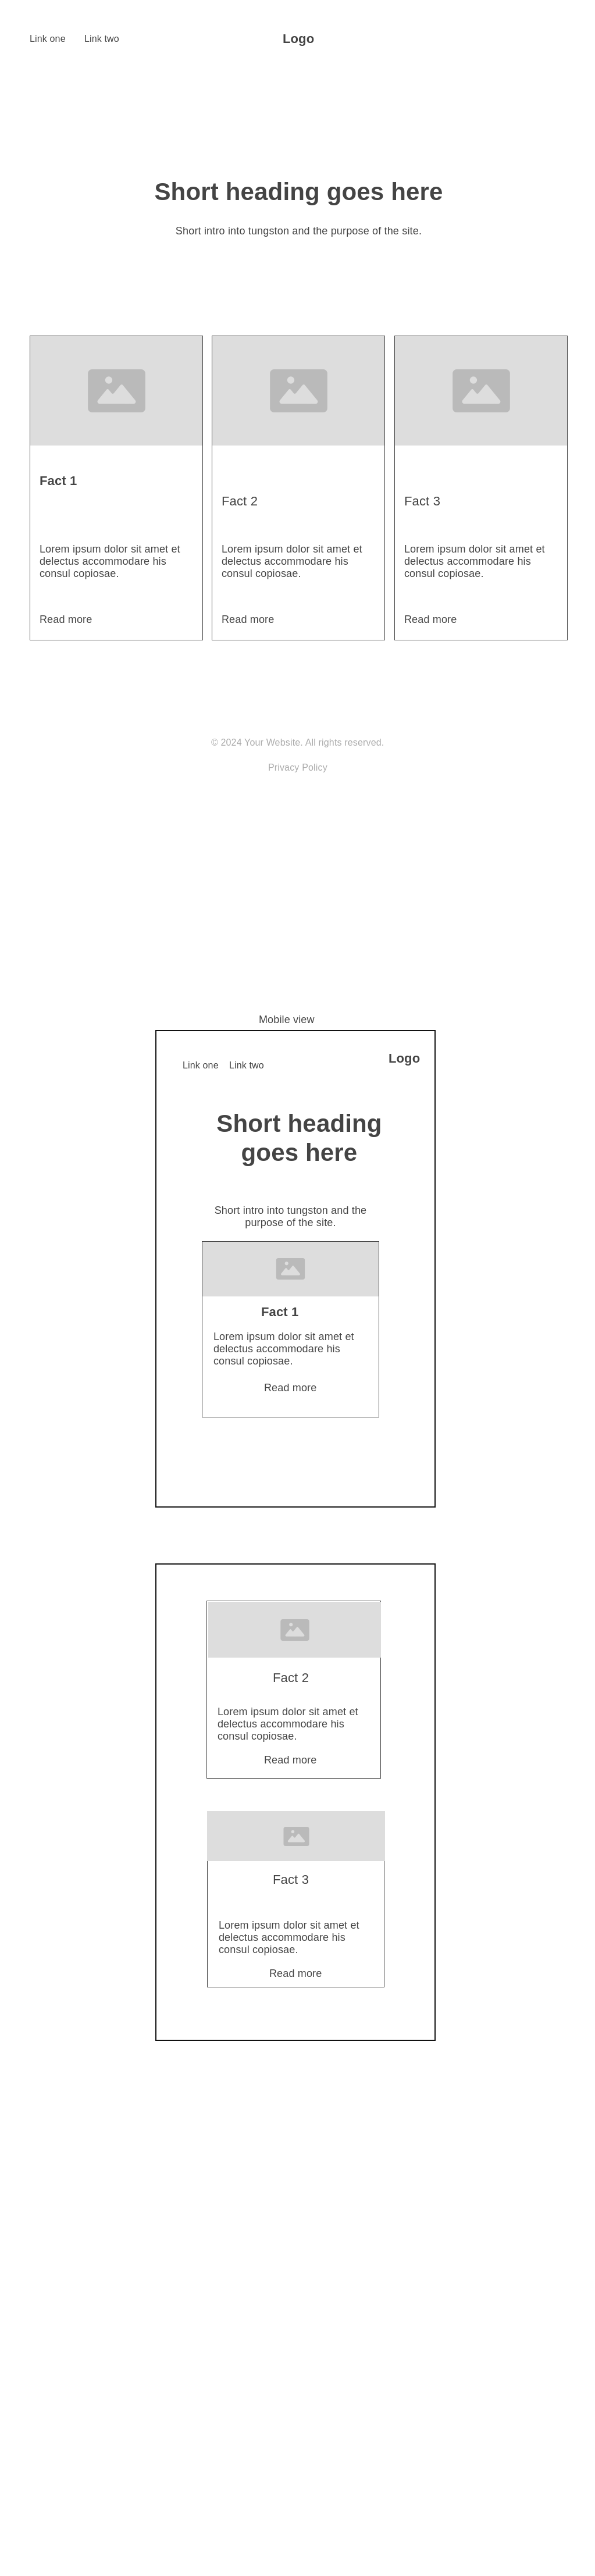 Link one Link two Logo
Short heading goes here
Short intro into tungston and the purpose of the site.
Fact 1
Lorem ipsum dolor sit amet et
delectus accommodare his
consul copiosae.
Read more
Fact 2
Lorem ipsum dolor sit amet et
delectus accommodare his
consul copiosae.
Read more
Fact 3
Lorem ipsum dolor sit amet et
delectus accommodare his
consul copiosae.
Read more
© 2024 Your Website. All rights reserved.
Privacy Policy
Mobile view
Link one Link two Logo
Short heading
goes here
Short intro into tungston and the
purpose of the site.
Fact 1
Lorem ipsum dolor sit amet et
delectus accommodare his
consul copiosae.
Read more
Fact 2
Lorem ipsum dolor sit amet et
delectus accommodare his
consul copiosae.
Read more
Fact 3
Lorem ipsum dolor sit amet et
delectus accommodare his
consul copiosae.
Read more